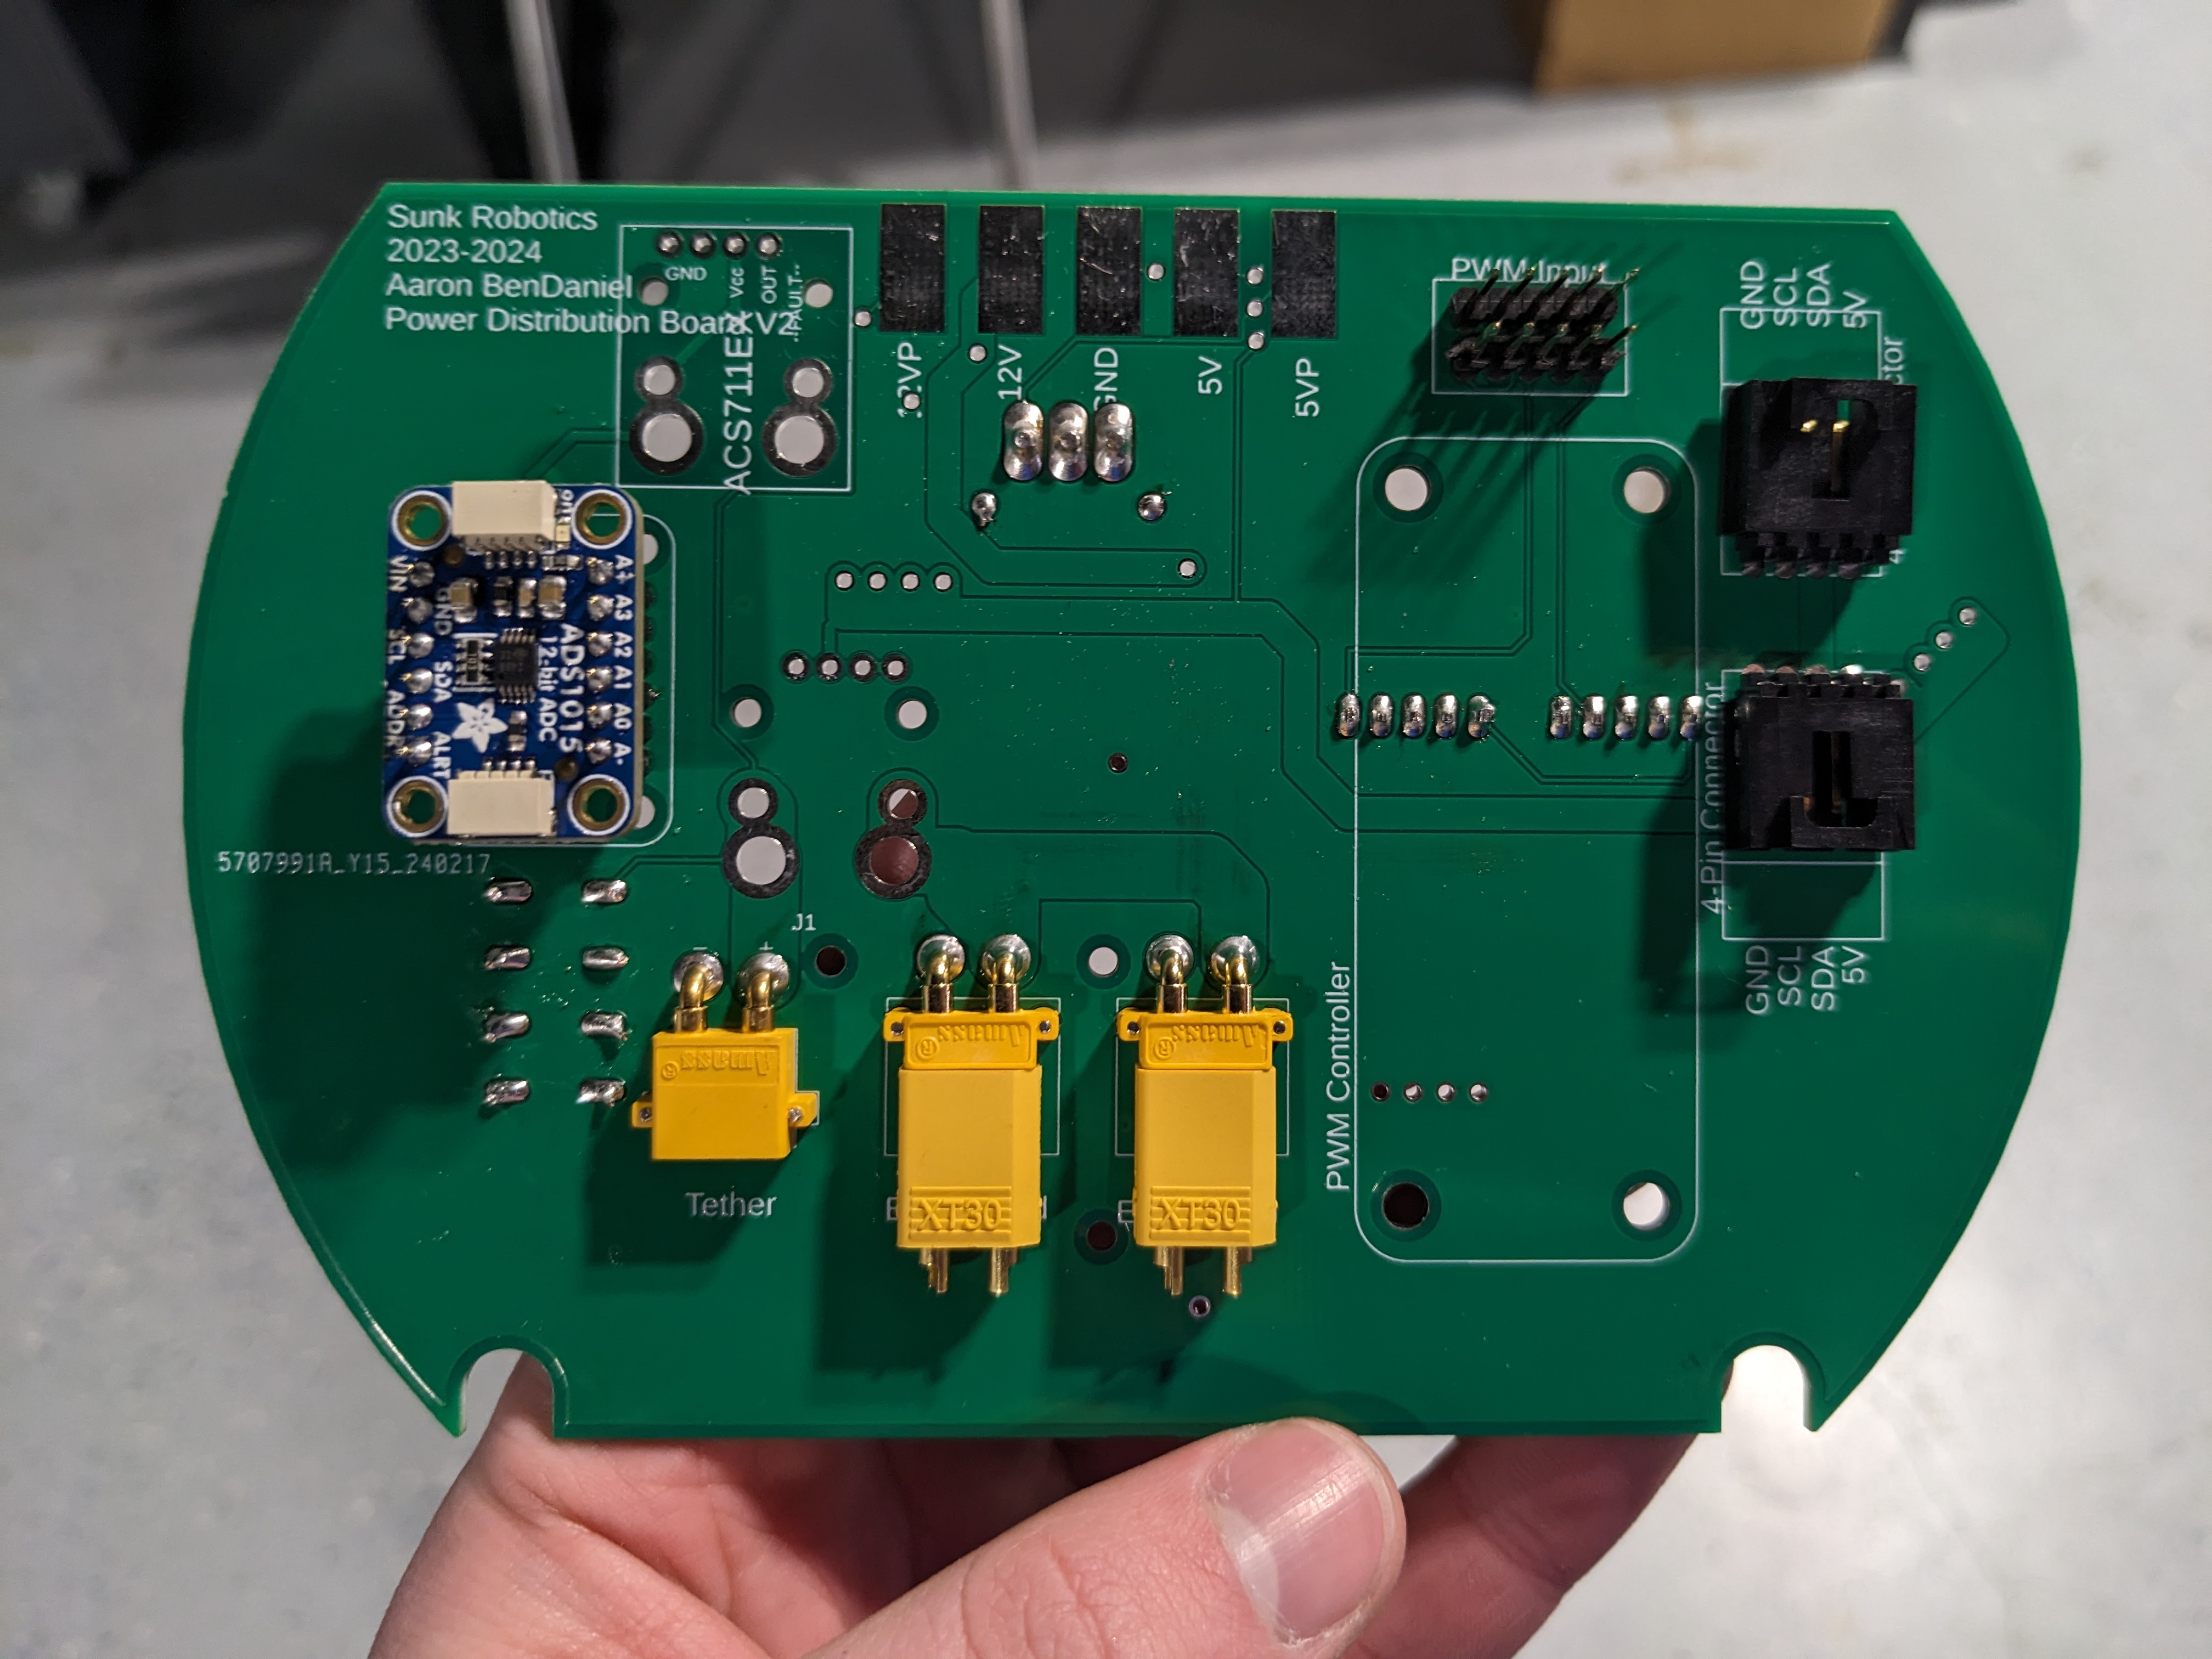 Sunk Robotics
2023-2024
Aaron BenDaniel
Power Distribution Board V2
GND
Vcc
OUT
FAULT
ACS711EX
12VP
12V
GND
5V
5VP
PWM Input
GND
SCL
SDA
5V
VIN
GND
SCL
SDA
ADDR
ALRT
ADS1015
12-bit ADC
A+
A3
A2
A1
A0
A-
5707991A_Y15_240217
J1
- +
Amass®
Amass®
Amass®
XT30
XT30
Tether
PWM Controller
4-Pin Connector
GND
SCL
SDA
5V